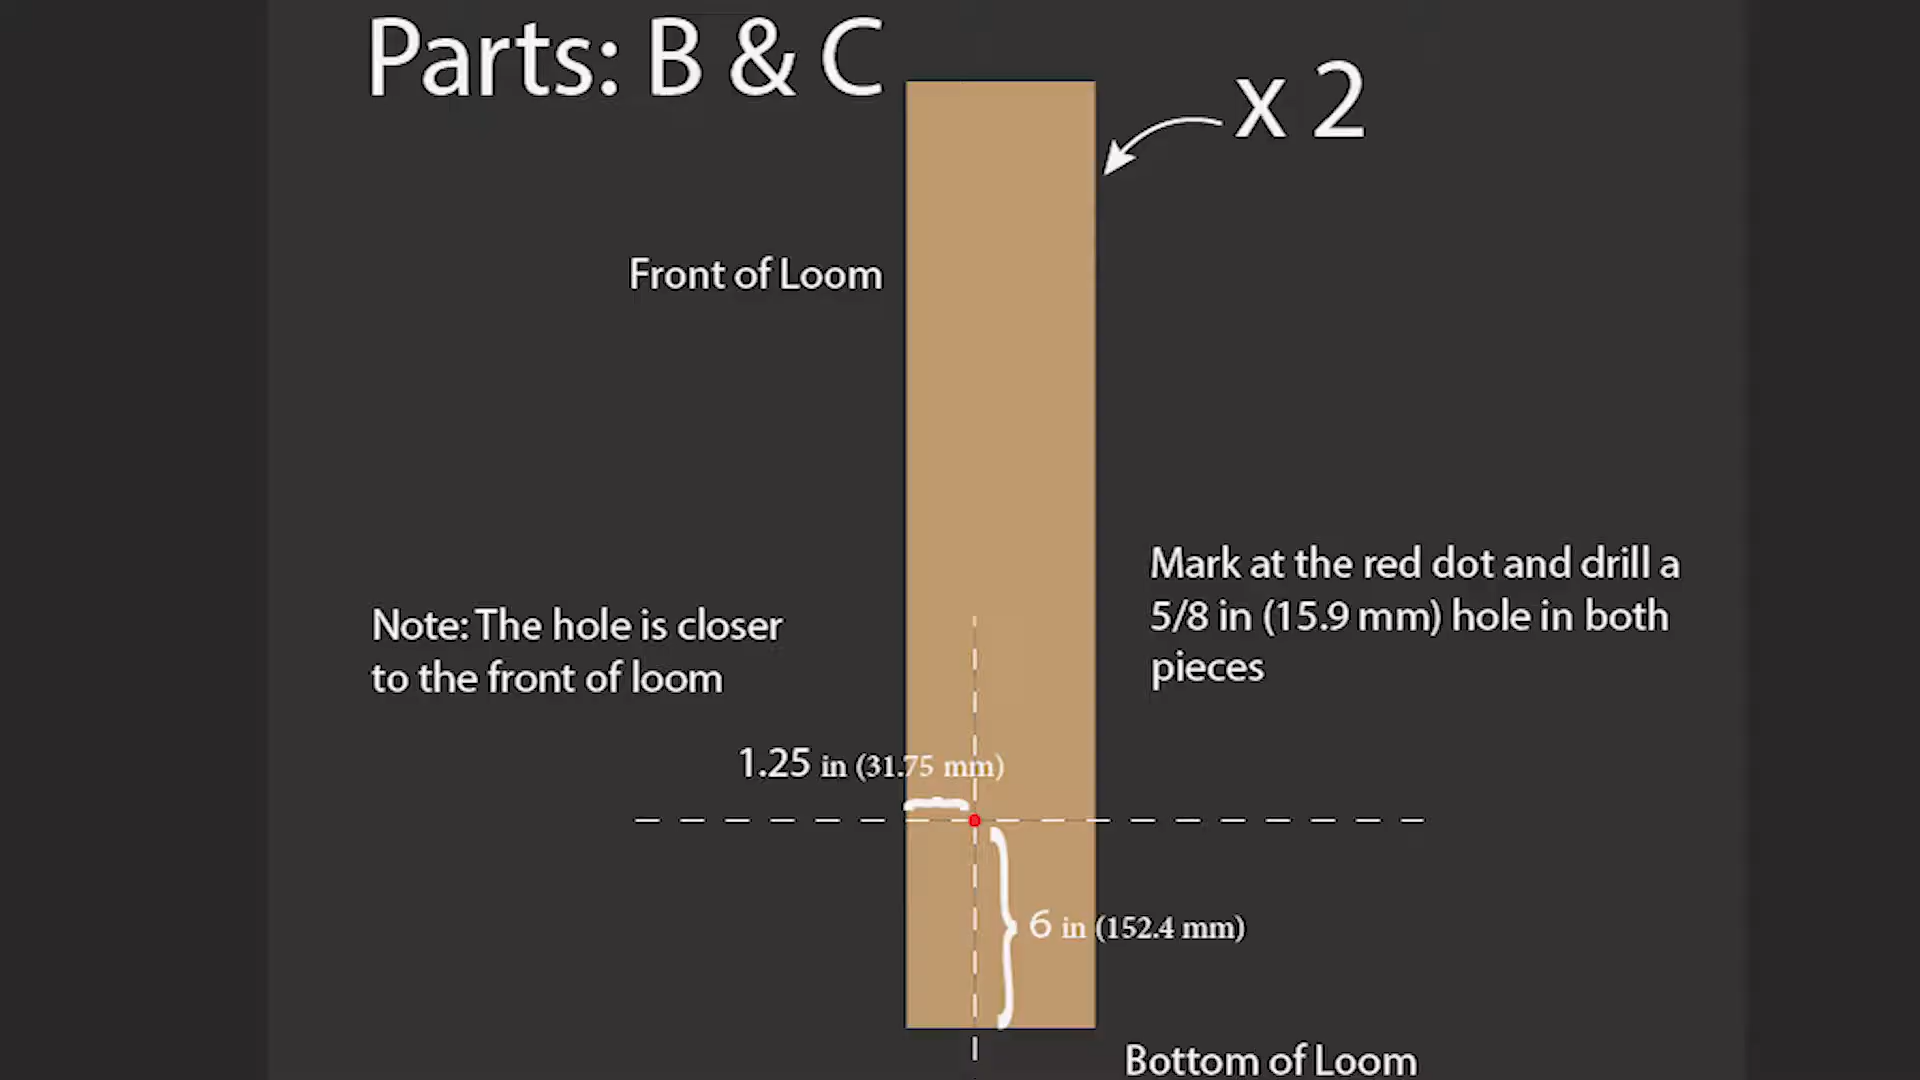 Parts: B & C
x 2
Front of Loom
Mark at the red dot and drill a
5/8 in (15.9 mm) hole in both
pieces
Note: The hole is closer
to the front of loom
1.25 in (31.75 mm)
6 in (152.4 mm)
Bottom of Loom